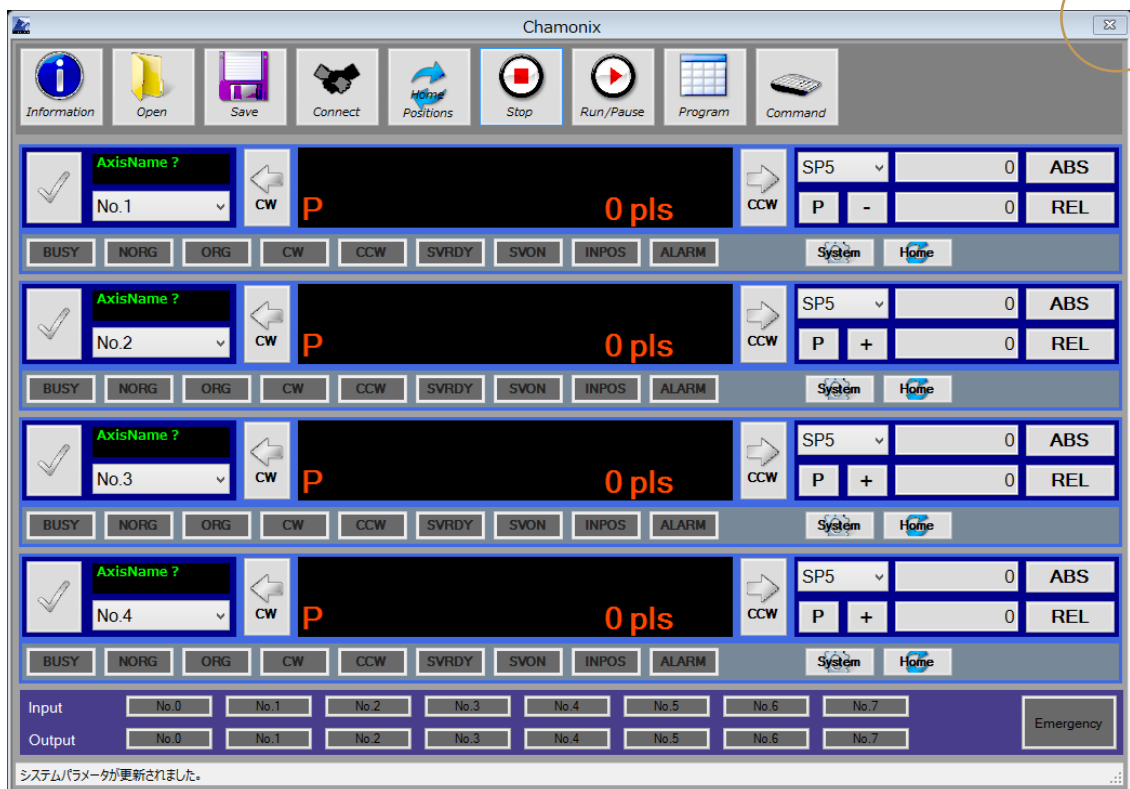 Chamonix
Information Open Save Connect Home Positions Stop Run/Pause Program Command
AxisName ?
SP5 0 ABS
No.1 CW P 0 pls CCW P - 0 REL
BUSY NORG ORG CW CCW SVRDY SVON INPOS ALARM System Home
AxisName ?
SP5 0 ABS
No.2 CW P 0 pls CCW P + 0 REL
BUSY NORG ORG CW CCW SVRDY SVON INPOS ALARM System Home
AxisName ?
SP5 0 ABS
No.3 CW P 0 pls CCW P + 0 REL
BUSY NORG ORG CW CCW SVRDY SVON INPOS ALARM System Home
AxisName ?
SP5 0 ABS
No.4 CW P 0 pls CCW P + 0 REL
BUSY NORG ORG CW CCW SVRDY SVON INPOS ALARM System Home
Input No.0 No.1 No.2 No.3 No.4 No.5 No.6 No.7
Emergency
Output No.0 No.1 No.2 No.3 No.4 No.5 No.6 No.7
システムパラメータが更新されました。